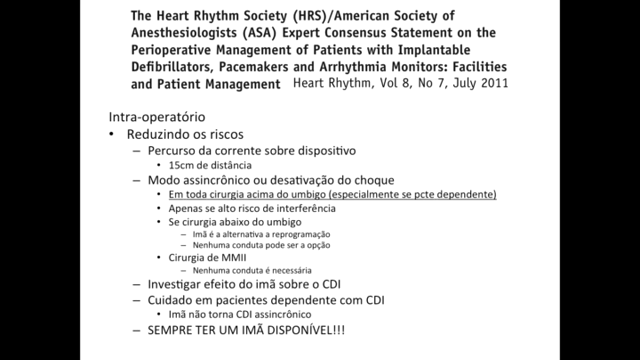 The Heart Rhythm Society (HRS)/American Society of
Anesthesiologists (ASA) Expert Consensus Statement on the
Perioperative Management of Patients with Implantable
Defibrillators, Pacemakers and Arrhythmia Monitors: Facilities
and Patient Management Heart Rhythm, Vol 8, No 7, July 2011
Intra-operatório
• Reduzindo os riscos
– Percurso da corrente sobre dispositivo
• 15cm de distância
– Modo assincrônico ou desativação do choque
• Em toda cirurgia acima do umbigo (especialmente se pcte dependente)
• Apenas se alto risco de interferência
• Se cirurgia abaixo do umbigo
– Imã é a alternativa a reprogramação
– Nenhuma conduta pode ser a opção
• Cirurgia de MMII
– Nenhuma conduta é necessária
– Investigar efeito do imã sobre o CDI
– Cuidado em pacientes dependente com CDI
• Imã não torna CDI assincrônico
– SEMPRE TER UM IMÃ DISPONÍVEL!!!